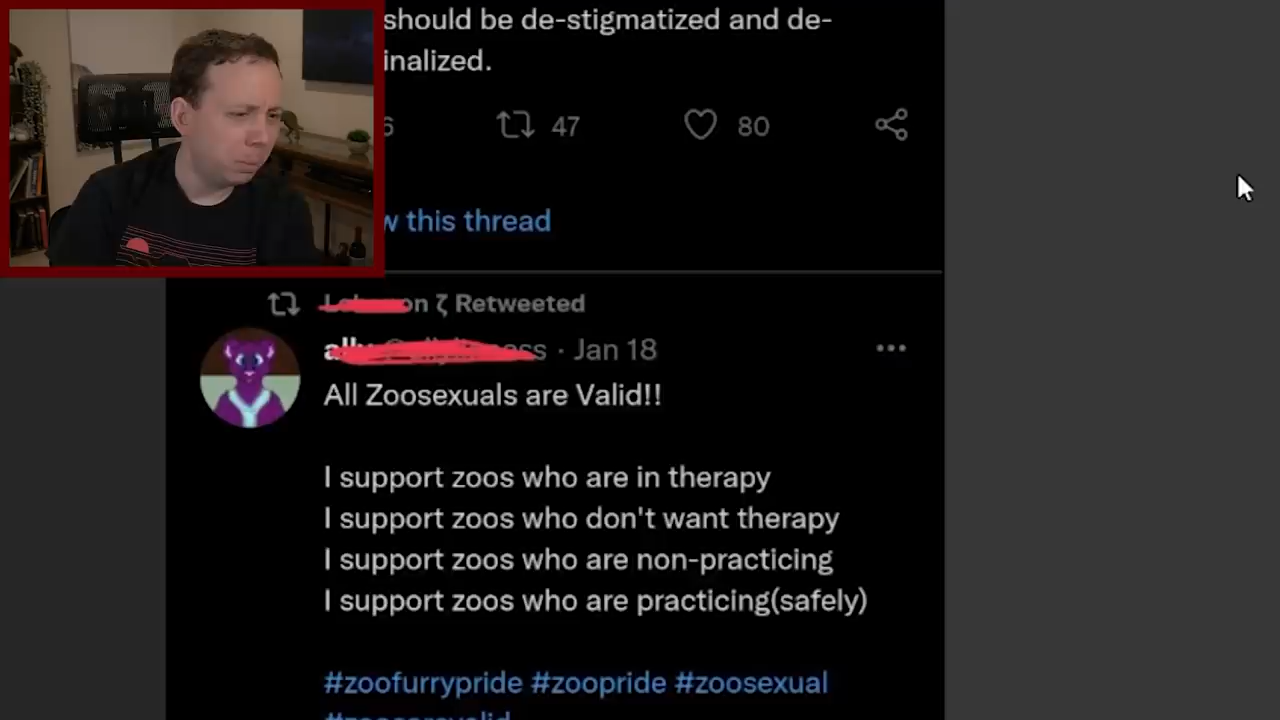 should be de-stigmatized and de-
inalized.
47
80
this thread
Retweeted
Jan 18
All Zoosexuals are Valid!!
I support zoos who are in therapy
I support zoos who don't want therapy
I support zoos who are non-practicing
I support zoos who are practicing(safely)
#zoofurrypride #zoopride #zoosexual